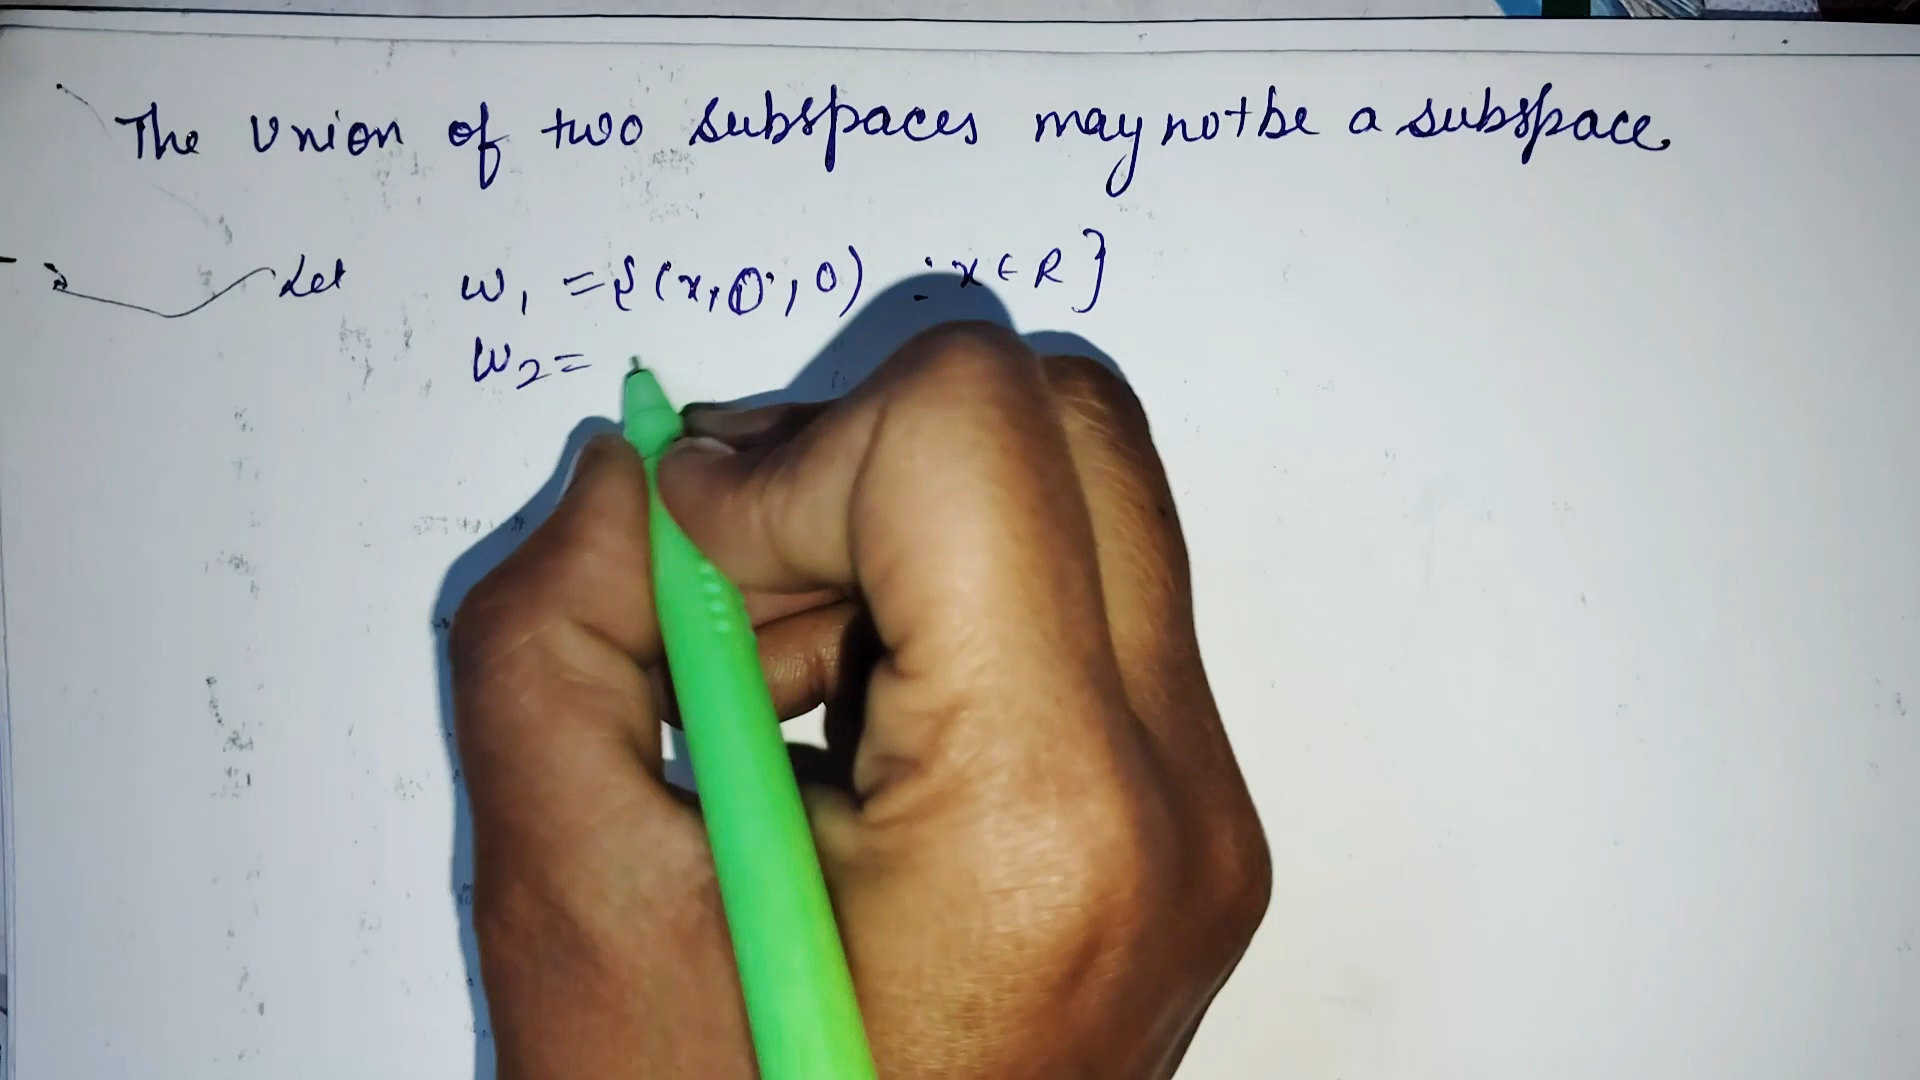 The Union of two subspaces may not be a subspace.
Let W₁ = {(x, 0, 0) : x ∈ R}
W₂ =